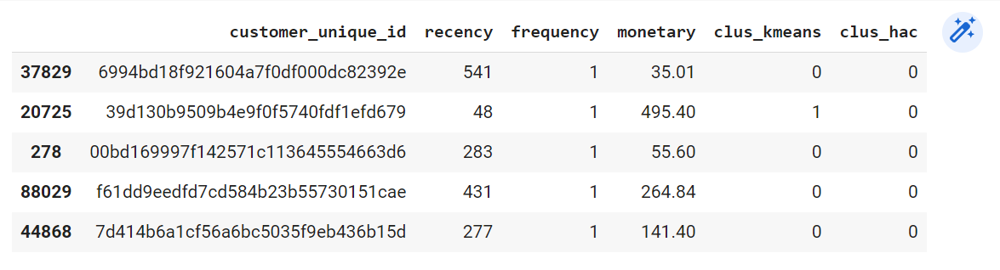 customer_unique_id recency frequency monetary clus_kmeans clus_hac
37829 6994bd18f921604a7f0df000dc82392e 541 1 35.01 0 0
20725 39d130b9509b4e9f0f5740fdf1efd679 48 1 495.40 1 0
278 00bd169997f142571c113645554663d6 283 1 55.60 0 0
88029 f61dd9eedfd7cd584b23b55730151cae 431 1 264.84 0 0
44868 7d414b6a1cf56a6bc5035f9eb436b15d 277 1 141.40 0 0